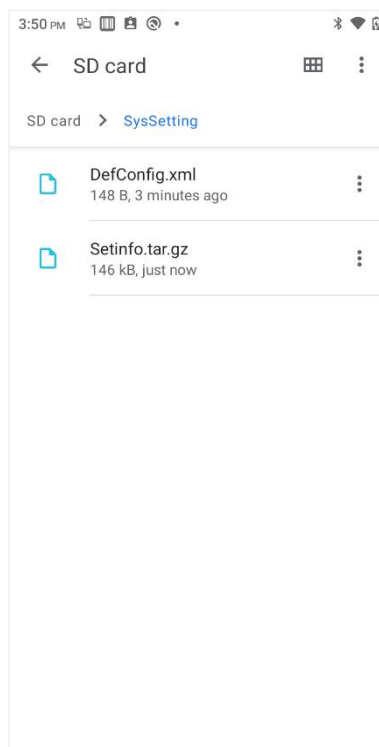 3:50 PM
SD card
SD card > SysSetting
DefConfig.xml
148 B, 3 minutes ago
Setinfo.tar.gz
146 kB, just now